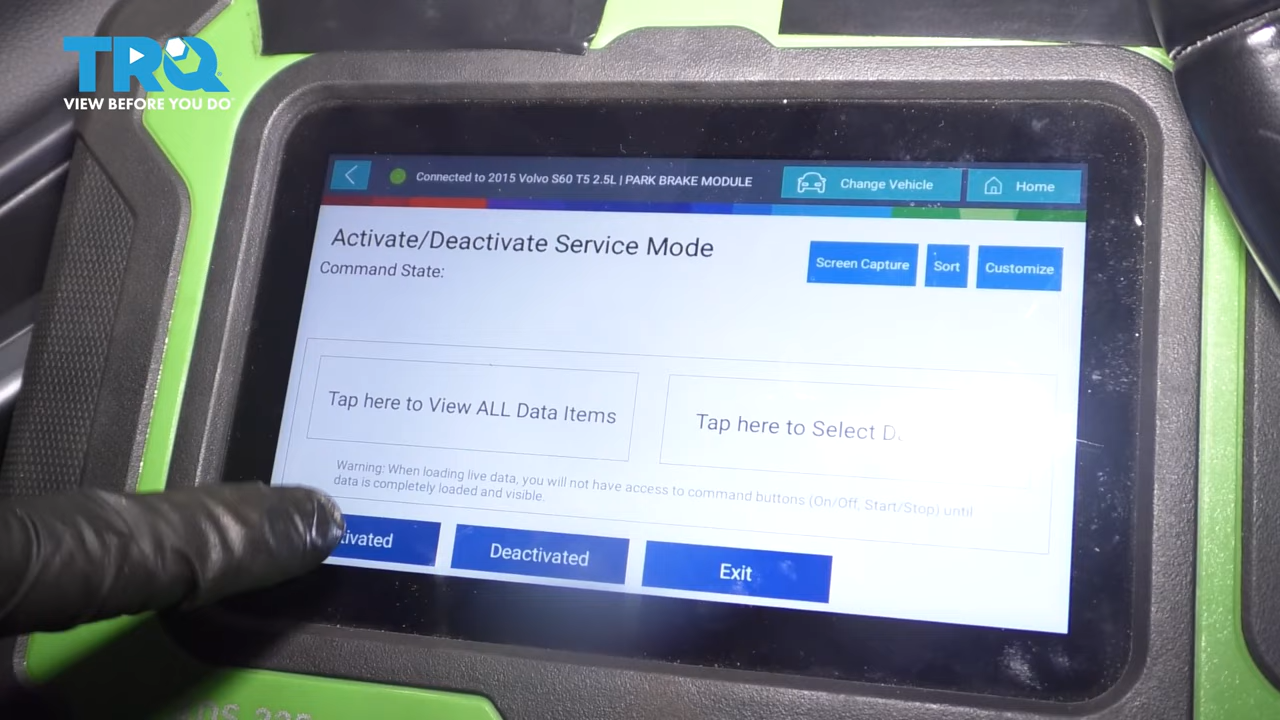 TRQ
VIEW BEFORE YOU DO
Connected to 2015 Volvo S60 T5 2.5L | PARK BRAKE MODULE
Change Vehicle
Home
Activate/Deactivate Service Mode
Command State:
Screen Capture
Sort
Customize
Tap here to View ALL Data Items
Tap here to Select
Warning: When loading live data, you will not have access to command buttons (On/Off, Start/Stop) until
data is completely loaded and visible.
Deactivated
Exit